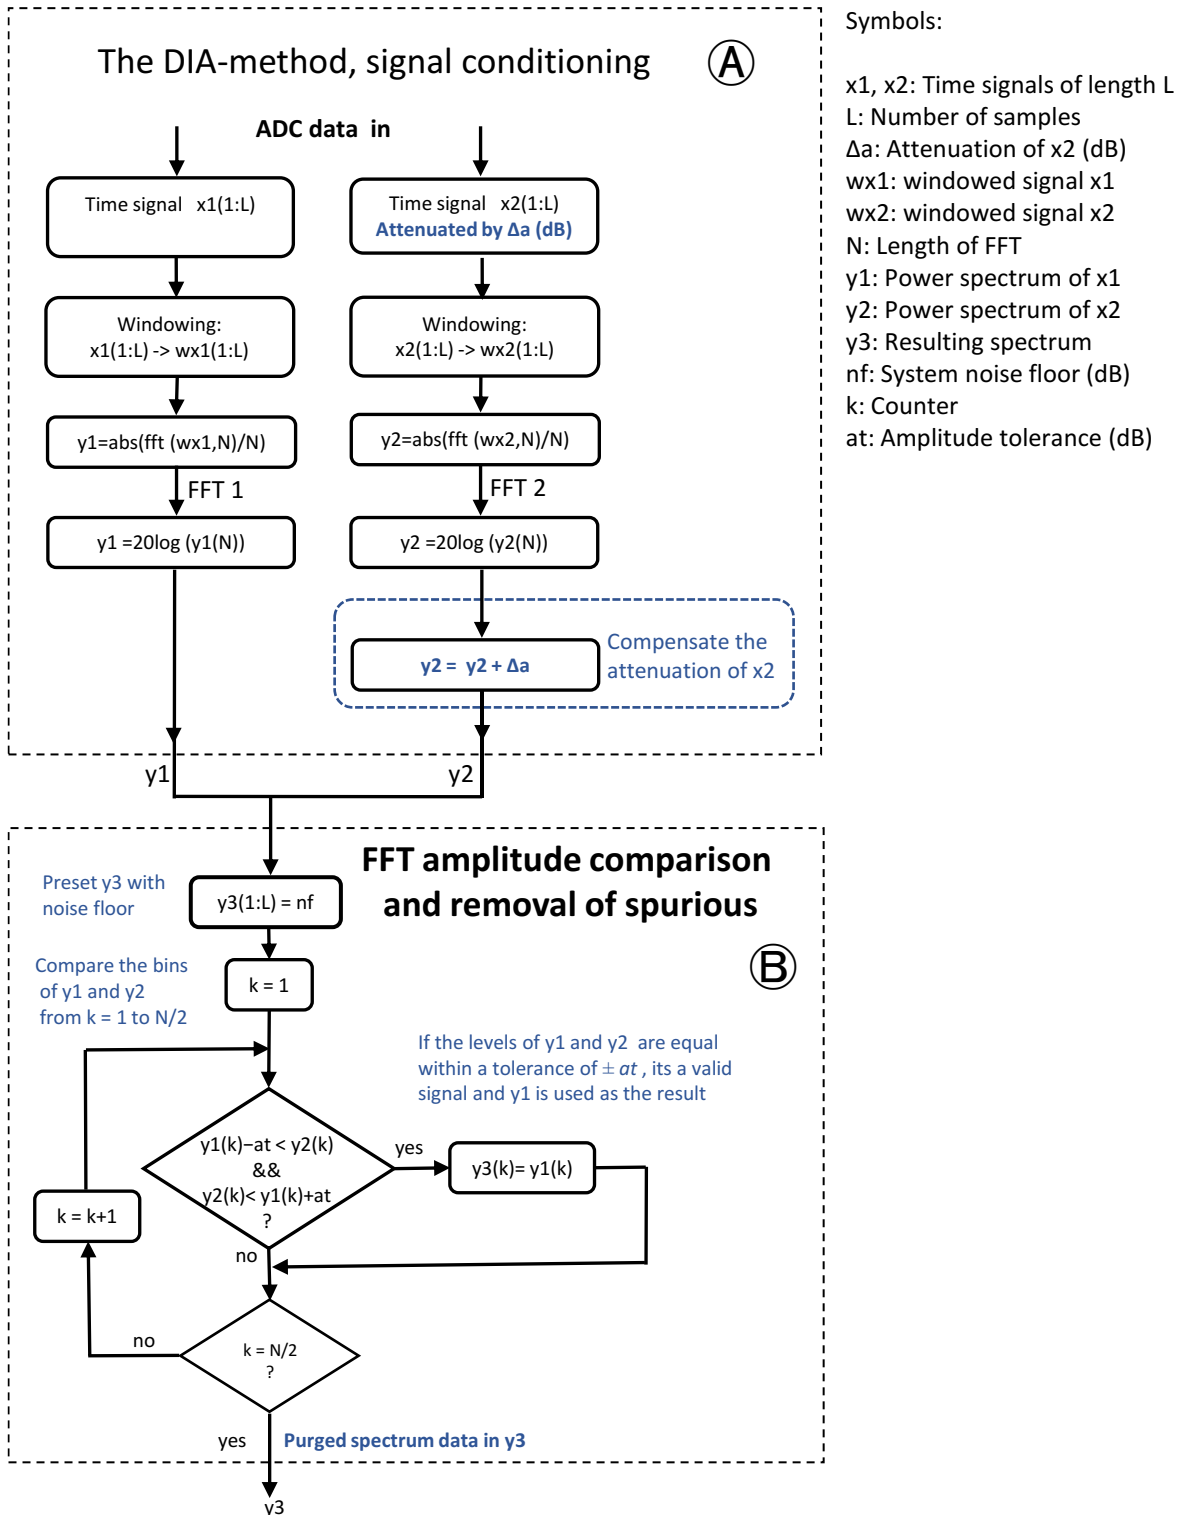 The DIA-method, signal conditioning
Ⓐ
ADC data in
Time signal x1(1:L)
Time signal x2(1:L)
Attenuated by Δa (dB)
Windowing:
x1(1:L) -> wx1(1:L)
Windowing:
x2(1:L) -> wx2(1:L)
y1=abs(fft (wx1,N)/N)
y2=abs(fft (wx2,N)/N)
FFT 1
FFT 2
y1 =20log (y1(N))
y2 =20log (y2(N))
y2 = y2 + Δa
Compensate the
attenuation of x2
y1
y2
Symbols:
x1, x2: Time signals of length L
L: Number of samples
Δa: Attenuation of x2 (dB)
wx1: windowed signal x1
wx2: windowed signal x2
N: Length of FFT
y1: Power spectrum of x1
y2: Power spectrum of x2
y3: Resulting spectrum
nf: System noise floor (dB)
k: Counter
at: Amplitude tolerance (dB)
FFT amplitude comparison
and removal of spurious
Ⓑ
Preset y3 with
noise floor
y3(1:L) = nf
Compare the bins
of y1 and y2
from k = 1 to N/2
k = 1
If the levels of y1 and y2 are equal
within a tolerance of ± at , its a valid
signal and y1 is used as the result
y1(k)−at < y2(k)
&&
y2(k)< y1(k)+at
?
yes
y3(k)= y1(k)
k = k+1
no
k = N/2
?
no
yes
Purged spectrum data in y3
y3